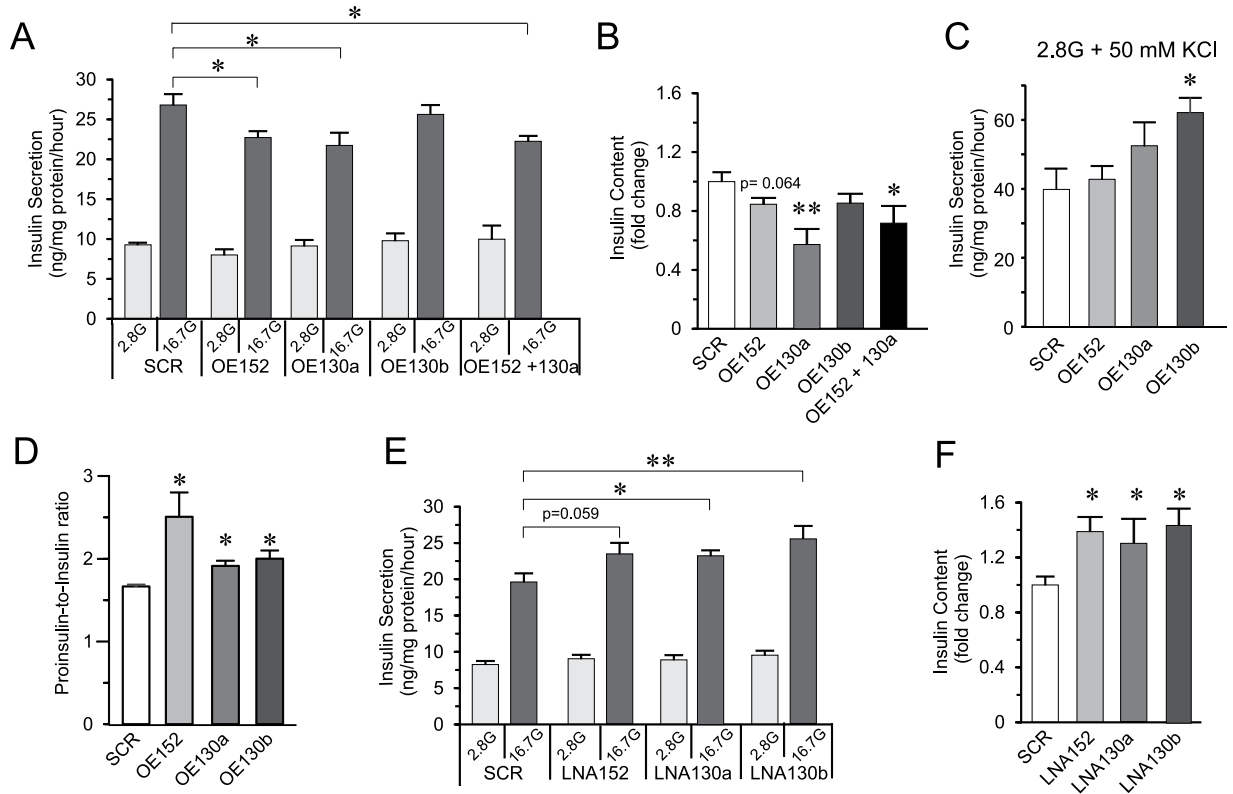 A
*
*
*
Insulin Secretion
(ng/mg protein/hour)
30
25
20
15
10
5
0
2.8G 16.7G 2.8G 16.7G 2.8G 16.7G 2.8G 16.7G 2.8G 16.7G
SCR OE152 OE130a OE130b OE152 +130a
B
Insulin Content
(fold change)
1.6
1.2
0.8
0.4
0
p= 0.064
**
*
SCR OE152 OE130a OE130b OE152 + 130a
C
2.8G + 50 mM KCl
*
Insulin Secretion
(ng/mg protein/hour)
60
40
20
0
SCR OE152 OE130a OE130b
D
Proinsulin-to-Insulin ratio
3
2
1
0
* * *
SCR OE152 OE130a OE130b
E
**
*
p=0.059
Insulin Secretion
(ng/mg protein/hour)
30
25
20
15
10
5
0
2.8G 16.7G 2.8G 16.7G 2.8G 16.7G 2.8G 16.7G
SCR LNA152 LNA130a LNA130b
F
Insulin Content
(fold change)
1.6
1.2
0.8
0.4
0
* * *
SCR LNA152 LNA130a LNA130b